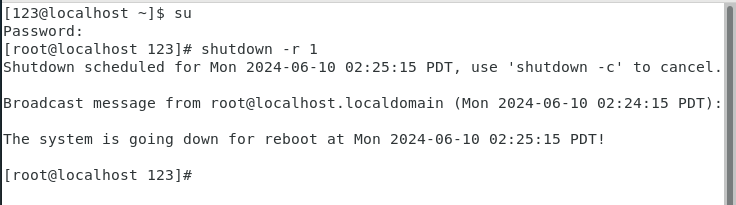 [123@localhost ~]$ su
Password:
[root@localhost 123]# shutdown -r 1
Shutdown scheduled for Mon 2024-06-10 02:25:15 PDT, use 'shutdown -c' to cancel.
Broadcast message from root@localhost.localdomain (Mon 2024-06-10 02:24:15 PDT):
The system is going down for reboot at Mon 2024-06-10 02:25:15 PDT!
[root@localhost 123]#